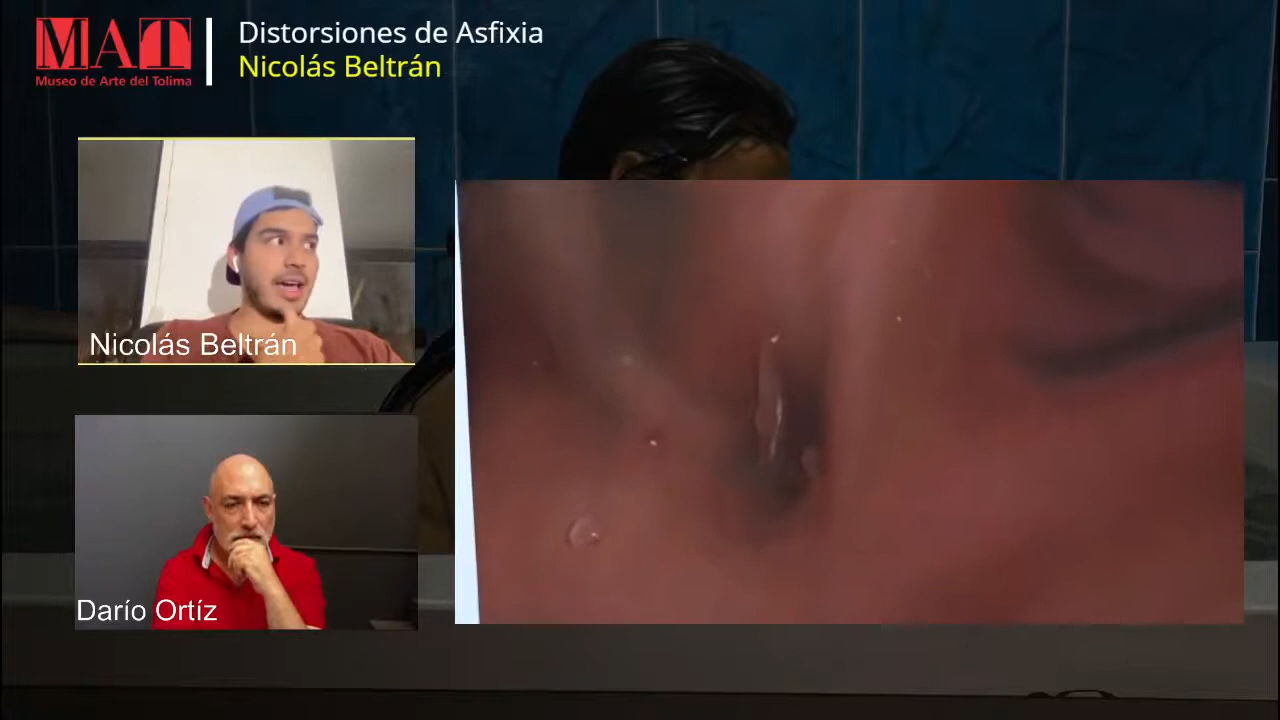 MAT
Museo de Arte del Tolima
Distorsiones de Asfixia
Nicolás Beltrán
Nicolás Beltrán
Darío Ortíz